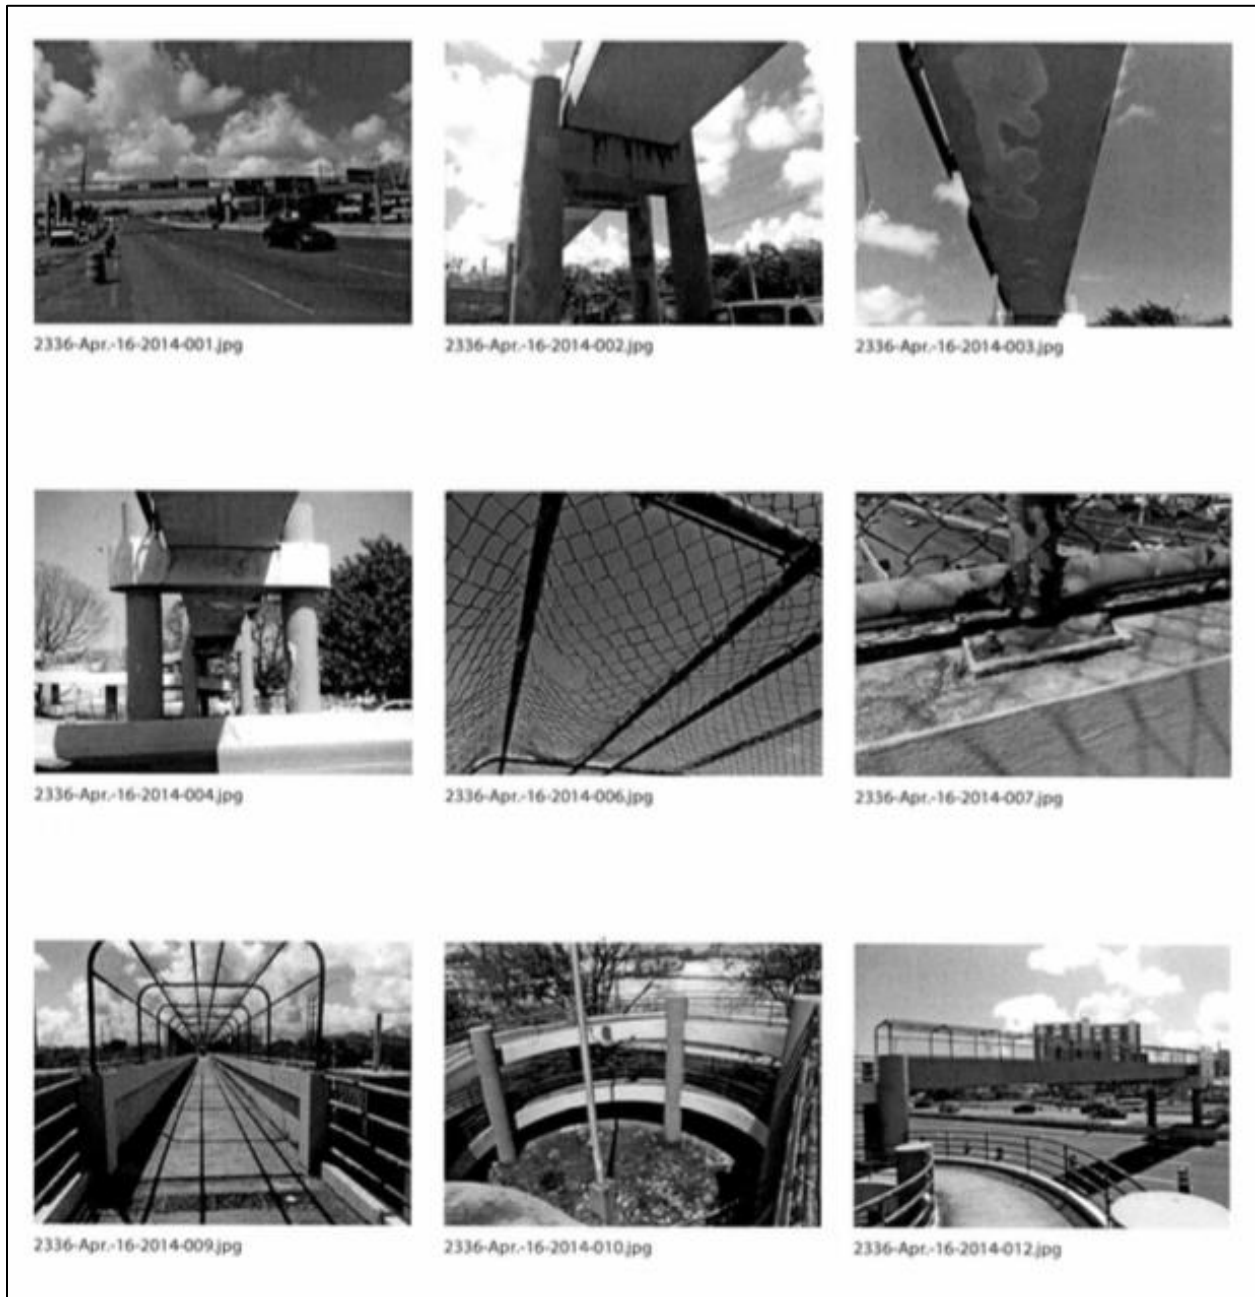 2336-Apr.-16-2014-001.jpg
2336-Apr.-16-2014-002.jpg
2336-Apr.-16-2014-003.jpg
2336-Apr.-16-2014-004.jpg
2336-Apr.-16-2014-006.jpg
2336-Apr.-16-2014-007.jpg
2336-Apr.-16-2014-009.jpg
2336-Apr.-16-2014-010.jpg
2336-Apr.-16-2014-012.jpg